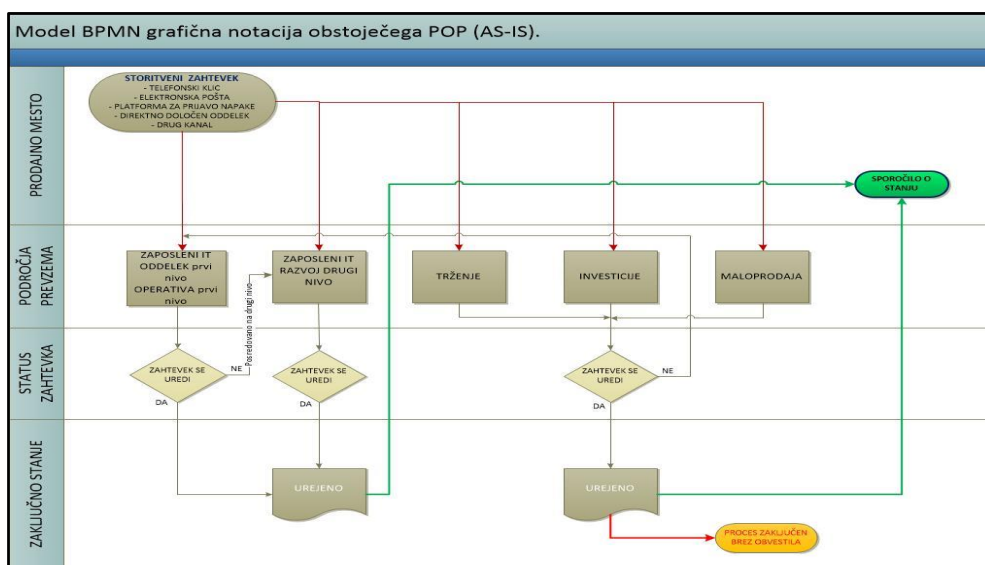 Model BPMN grafična notacija obstoječega POP (AS-IS).
PRODAJNO MESTO
STORITVENI ZAHTEVEK
- TELEFONSKI KLIC
- ELEKTRONSKA POŠTA
- PLATFORMA ZA PRIJAVO NAPAKE
- DIREKTNO DOLOČEN ODDELEK
- DRUG KANAL
SPOROČILO O
STANJU
PODROČJA
PREVZEMA
ZAPOSLENI IT
ODDELEK prvi
nivo
OPERATIVA prvi
nivo
Posredovano na drugi nivo
ZAPOSLENI IT
RAZVOJ DRUGI
NIVO
TRŽENJE
INVESTICIJE
MALOPRODAJA
STATUS
ZAHTEVKA
ZAHTEVEK SE
UREDI
NE
DA
ZAHTEVEK SE
UREDI
DA
ZAHTEVEK SE
UREDI
NE
DA
ZAKLJUČNO STANJE
UREJENO
UREJENO
PROCES ZAKLJUČEN
BREZ OBVESTILA